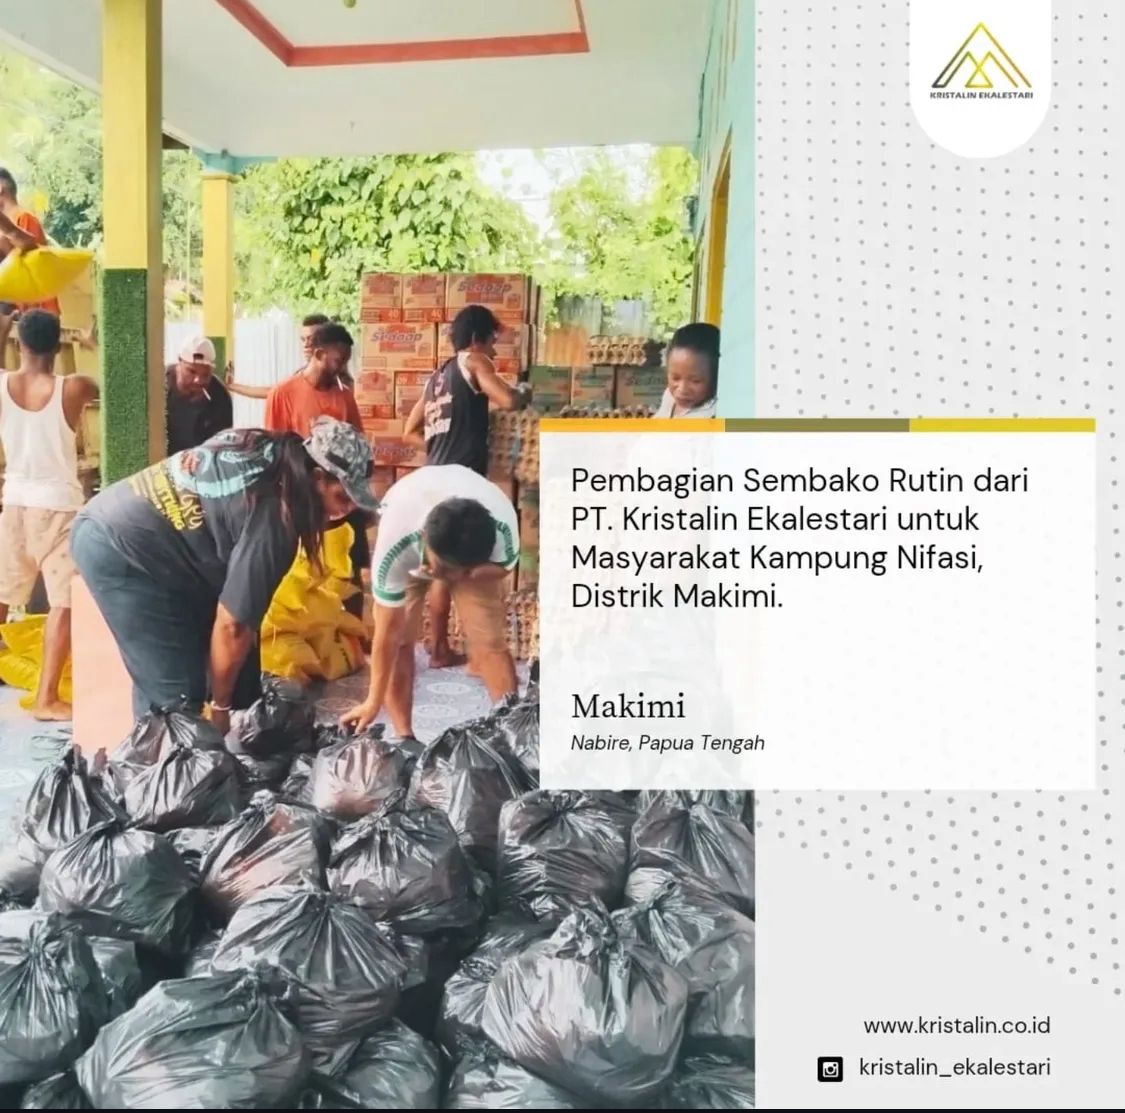 KRISTALIN EKALESTARI
Sedaap
Sedaap
Pembagian Sembako Rutin dari
PT. Kristalin Ekalestari untuk
Masyarakat Kampung Nifasi,
Distrik Makimi.
Makimi
Nabire, Papua Tengah
www.kristalin.co.id
kristalin_ekalestari